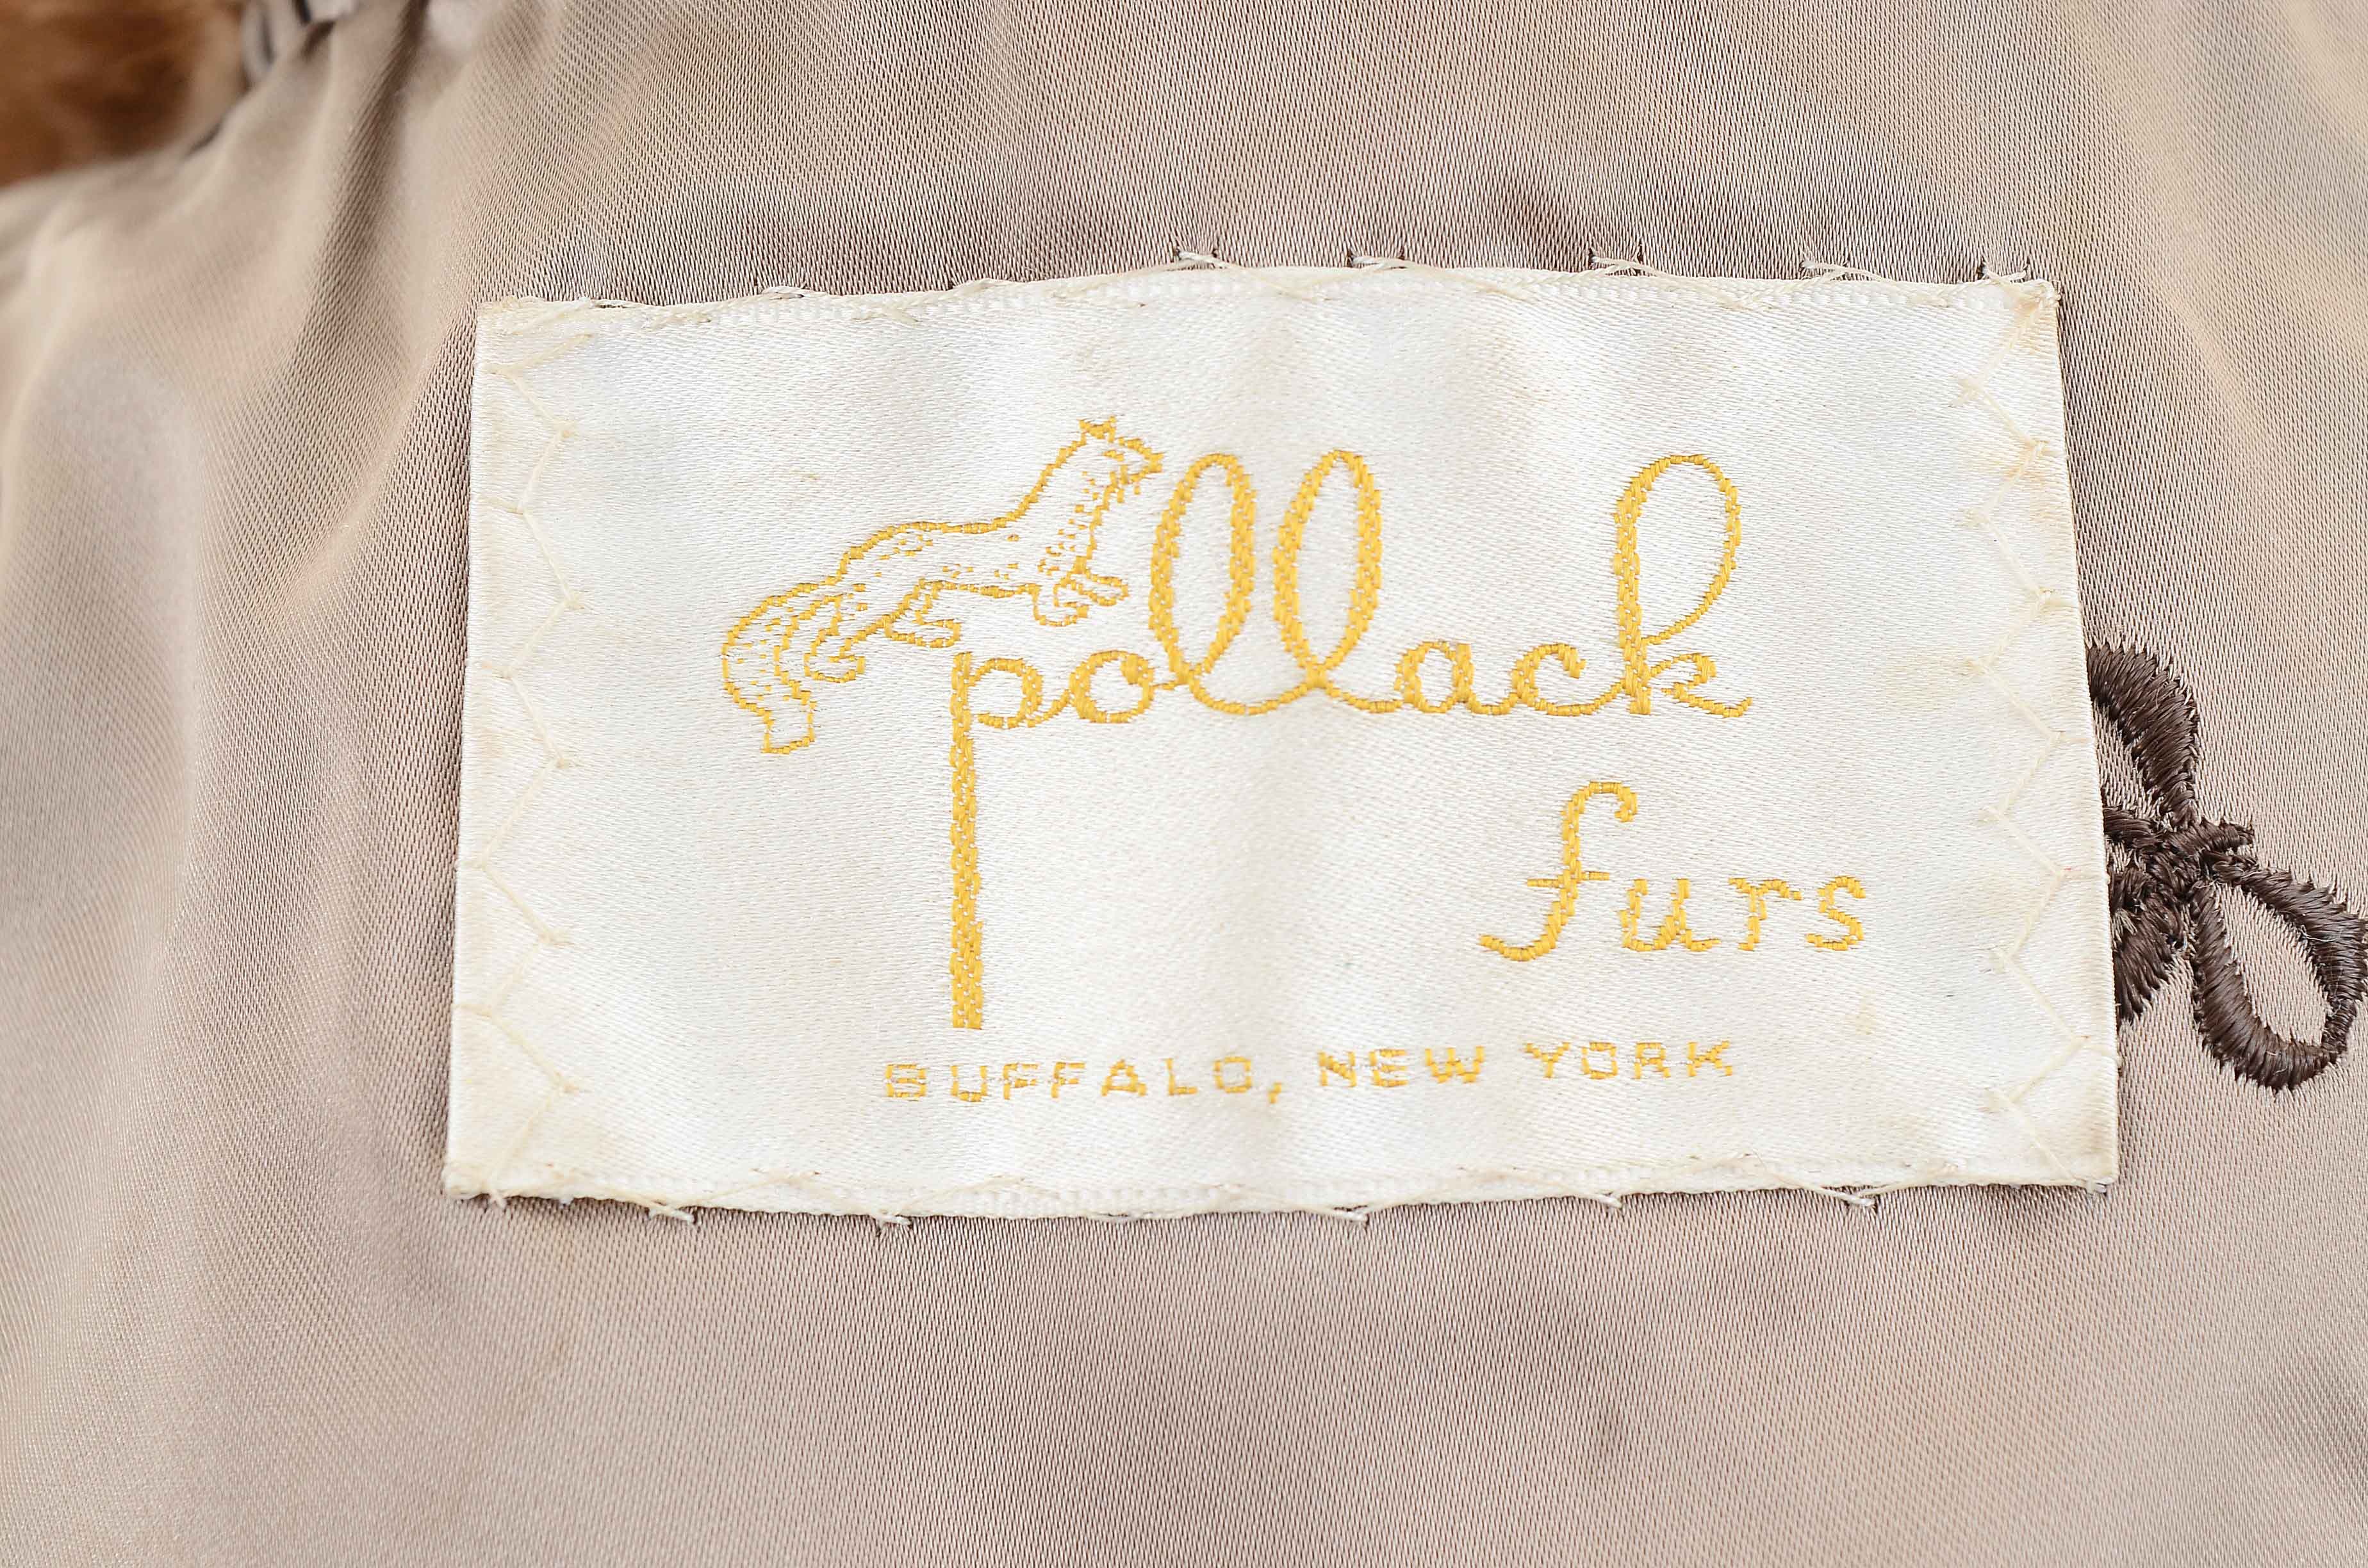 pollack
furs
BUFFALO, NEW YORK